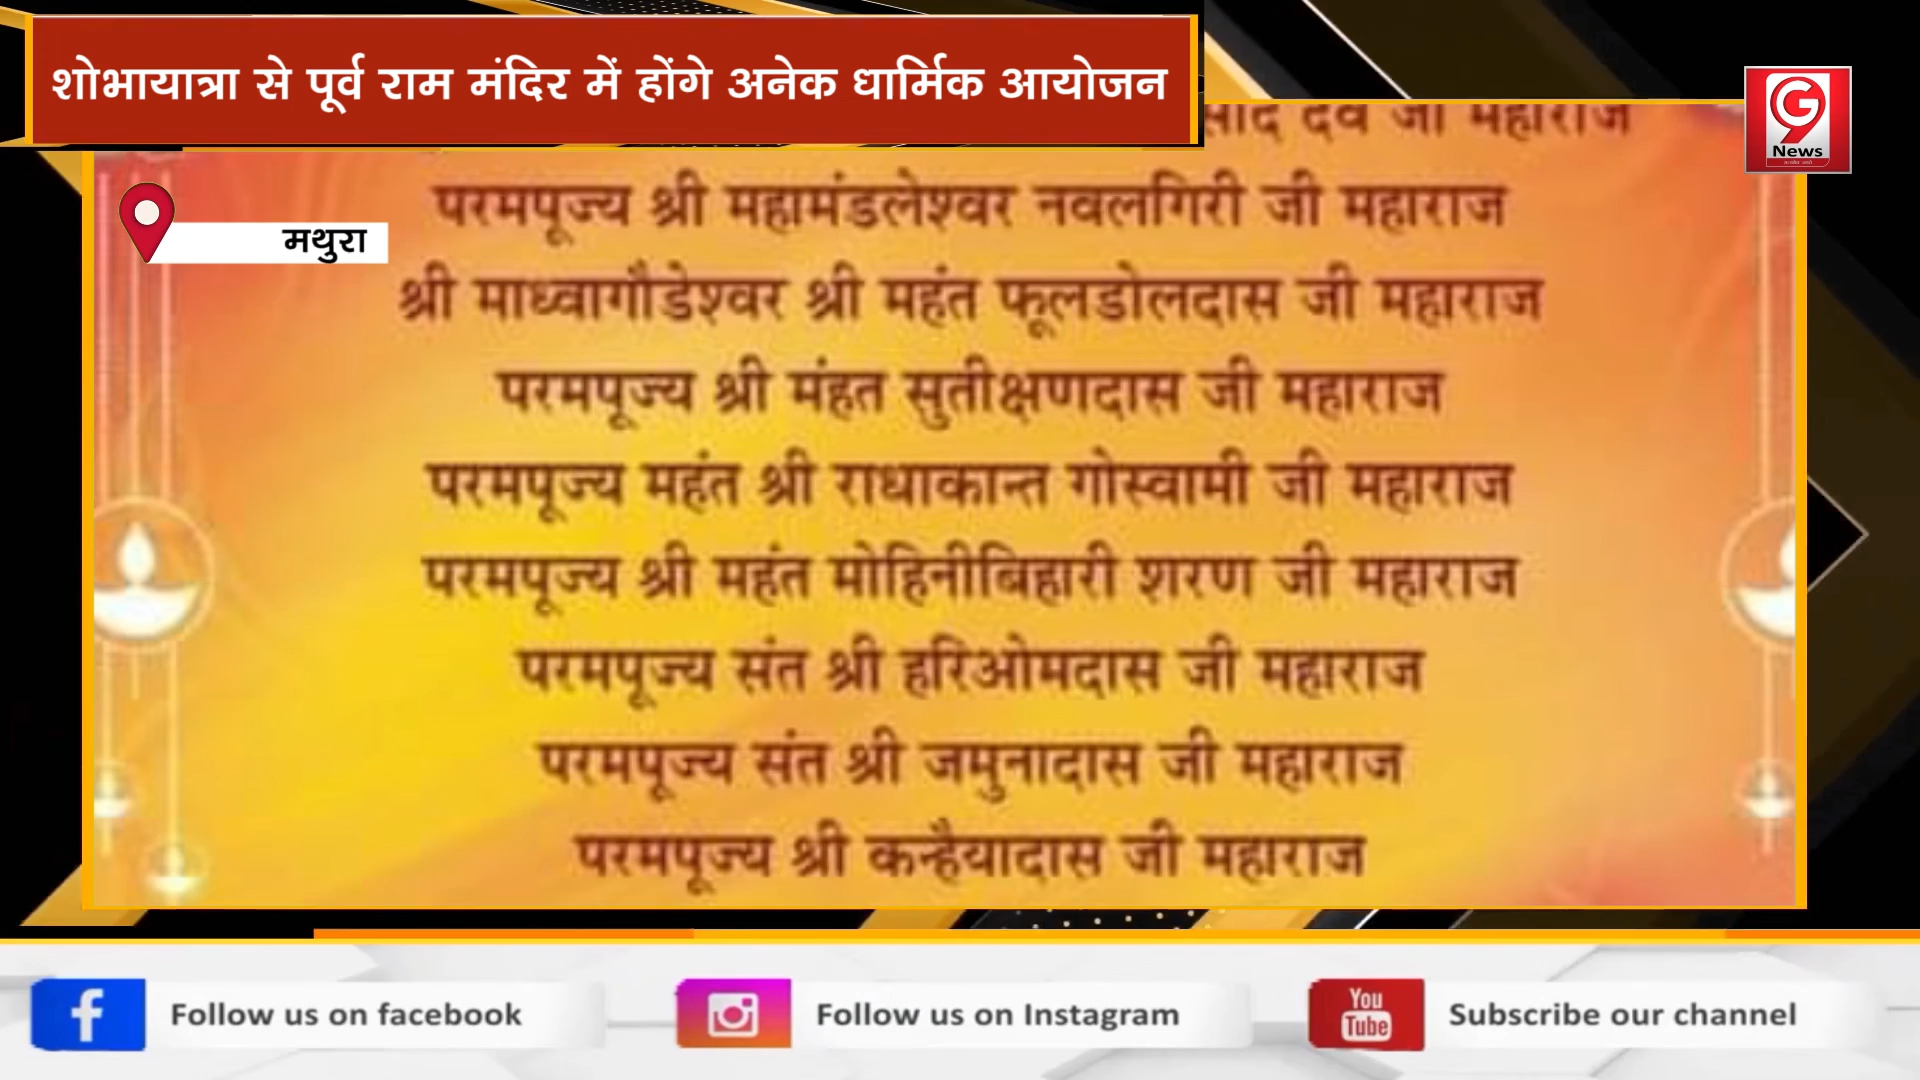 शोभायात्रा से पूर्व राम मंदिर में होंगे अनेक धार्मिक आयोजन
G9
News
देव जी महाराज
मथुरा
परमपूज्य श्री महामंडलेश्वर नवलगिरी जी महाराज
श्री माध्वागौडेश्वर श्री महंत फूलडोलदास जी महाराज
परमपूज्य श्री मंहत सुतीक्षणदास जी महाराज
परमपूज्य महंत श्री राधाकान्त गोस्वामी जी महाराज
परमपूज्य श्री महंत मोहिनीबिहारी शरण जी महाराज
परमपूज्य संत श्री हरिओमदास जी महाराज
परमपूज्य संत श्री जमुनादास जी महाराज
परमपूज्य श्री कन्हैयादास जी महाराज
Follow us on facebook
Follow us on Instagram
You
Tube
Subscribe our channel